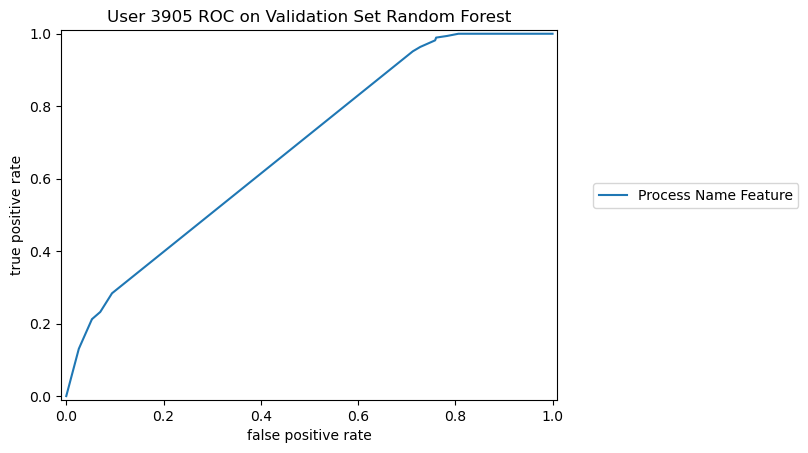 User 3905 ROC on Validation Set Random Forest
1.0
0.8
0.6
0.4
0.2
0.0
true positive rate
0.0 0.2 0.4 0.6 0.8 1.0
false positive rate
Process Name Feature